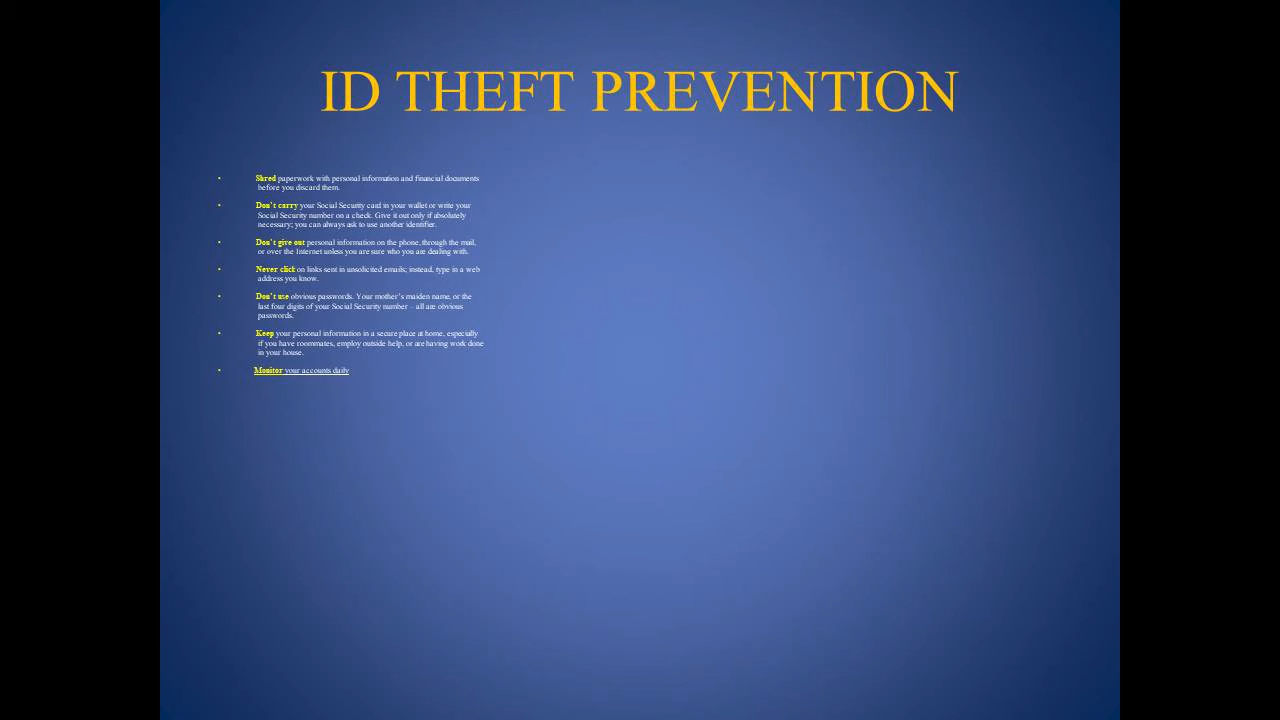 ID THEFT PREVENTION
• Shred paperwork with personal information and financial documents
before you discard them.
• Don't carry your Social Security card in your wallet or write your
Social Security number on a check. Give it out only if absolutely
necessary; you can always ask to use another identifier.
• Don't give out personal information on the phone, through the mail,
or over the Internet unless you are sure who you are dealing with.
• Never click on links sent in unsolicited emails; instead, type in a web
address you know.
• Don't use obvious passwords. Your mother's maiden name, or the
last four digits of your Social Security number – all are obvious
passwords.
• Keep your personal information in a secure place at home, especially
if you have roommates, employ outside help, or are having work done
in your house.
• Monitor your accounts daily